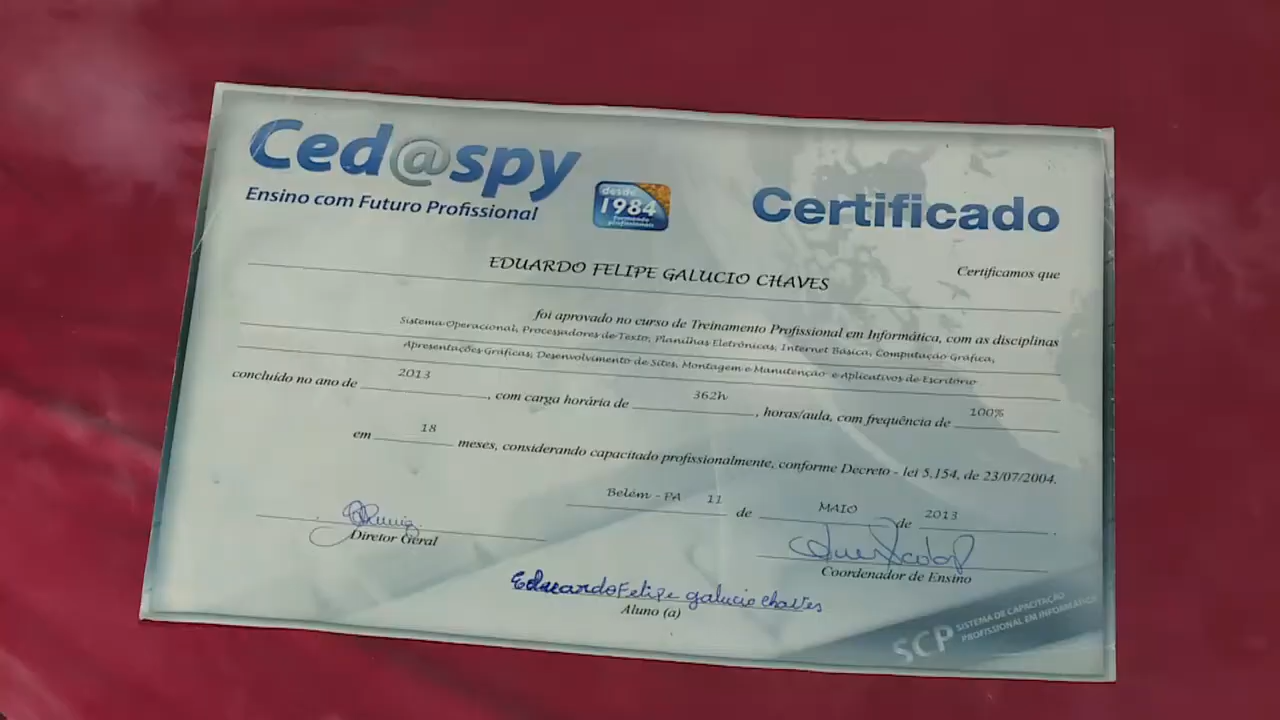 Ced@spy
Ensino com Futuro Profissional
desde
1984
formando
profissionais
Certificado
Certificamos que
EDUARDO FELIPE GALUCIO CHAVES
foi aprovado no curso de Treinamento Profissional em Informática, com as disciplinas
Sistema Operacional, Processadores de Texto, Planilhas Eletrônicas, Internet Básica, Computação Gráfica,
Apresentações Gráficas, Desenvolvimento de Sites, Montagem e Manutenção e Aplicativos de Escritório
concluído no ano de 2013, com carga horária de 362h, horas/aula, com frequência de 100%
em 18 meses, considerando capacitado profissionalmente, conforme Decreto - lei 5.154, de 23/07/2004.
Belém - PA 11 de MAIO de 2013.
Diretor Geral
Coordenador de Ensino
Eduardo Felipe galucio chaves
Aluno (a)
SCP SISTEMA DE CAPACITAÇÃO
PROFISSIONAL EM INFORMÁTICA